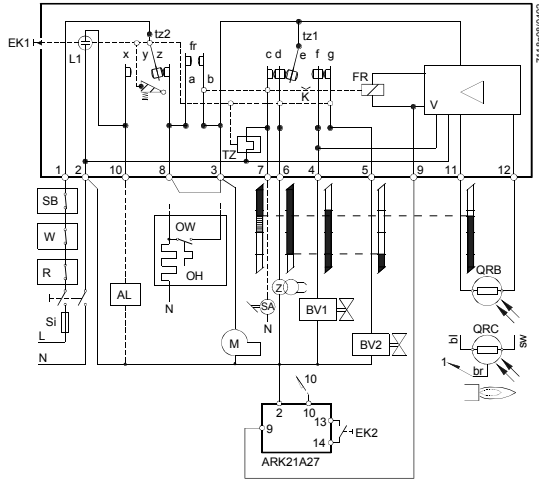 EK1
L1
tz2
x
y
z
fr
a
b
tz1
c
d
e
f
g
K
FR
V
TZ
1
2
10
8
3
7
6
4
5
9
11
12
SB
W
R
Si
L
N
AL
OW
OH
N
M
Z
SA
N
BV1
BV2
QRB
QRC
bl
sw
br
1
10
2
10
9
13
14
EK2
ARK21A27